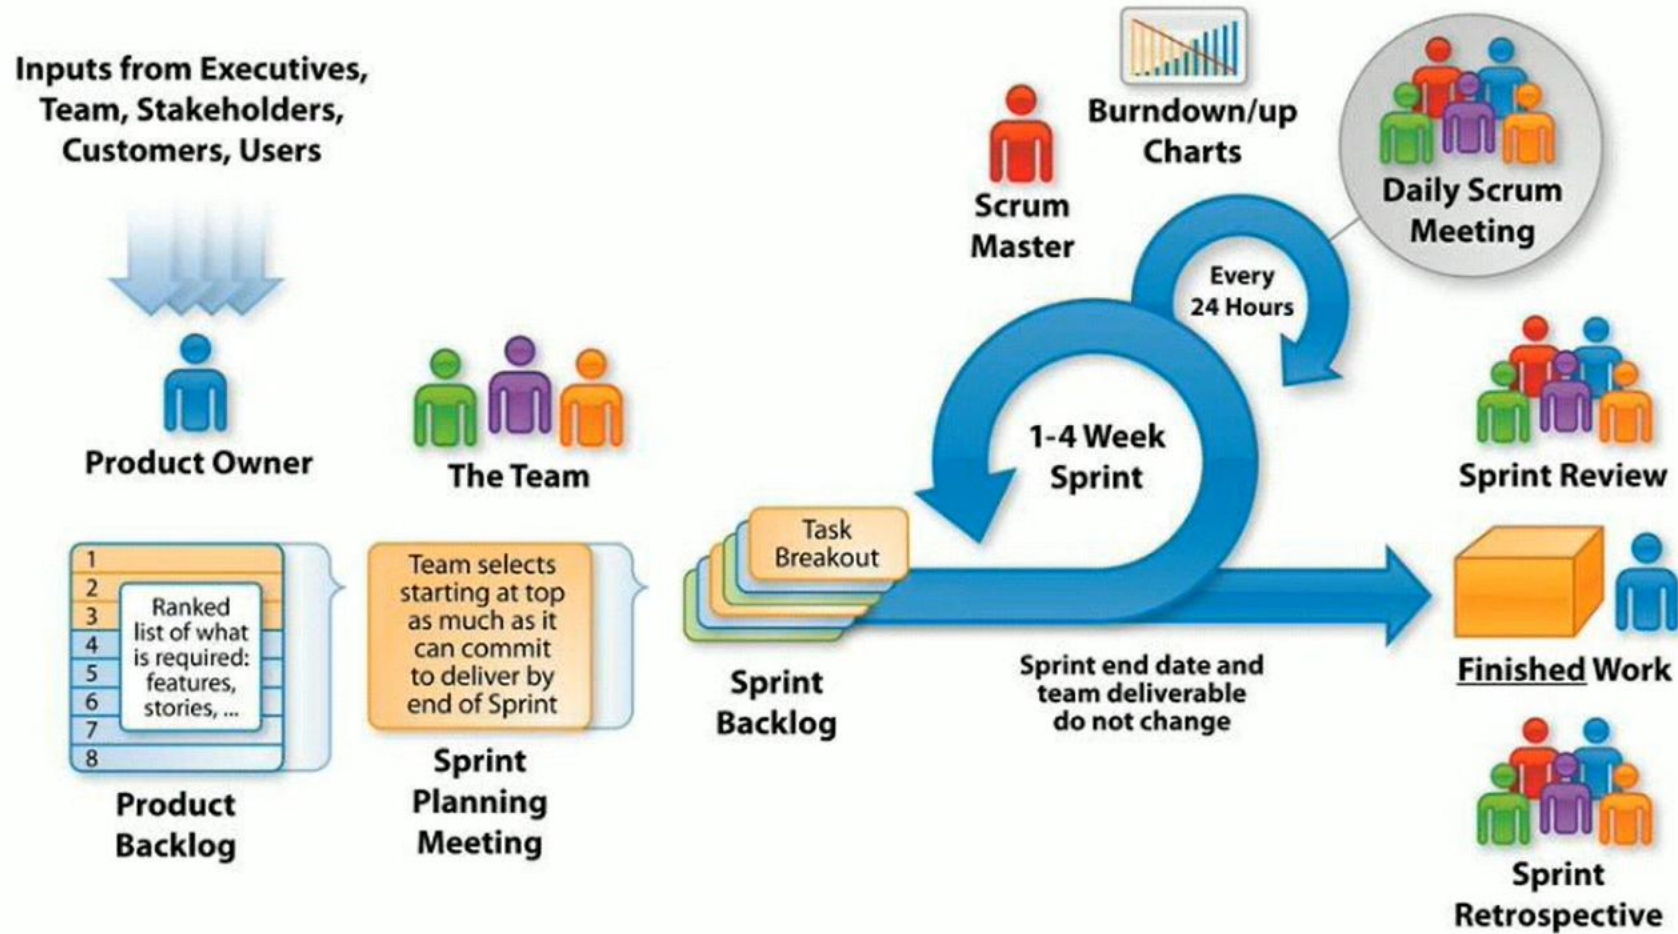 Inputs from Executives,
Team, Stakeholders,
Customers, Users
Product Owner
The Team
1
2
3
4
5
6
7
8
Ranked
list of what
is required:
features,
stories, ...
Product
Backlog
Team selects
starting at top
as much as it
can commit
to deliver by
end of Sprint
Sprint
Planning
Meeting
Task
Breakout
Sprint
Backlog
Scrum
Master
Burndown/up
Charts
Daily Scrum
Meeting
Every
24 Hours
1-4 Week
Sprint
Sprint end date and
team deliverable
do not change
Sprint Review
Finished Work
Sprint
Retrospective